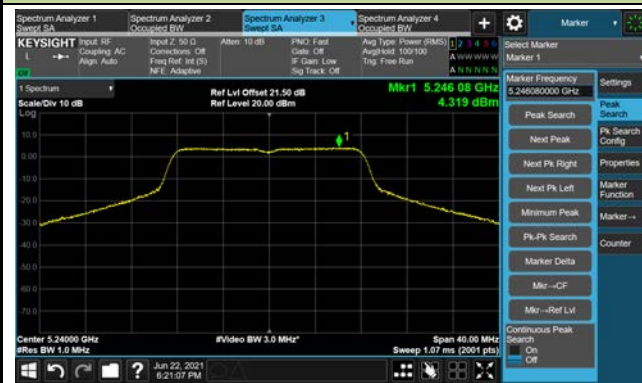 Spectrum Analyzer 1
Swept SA
Spectrum Analyzer 2
Occupied BW
Spectrum Analyzer 3
Swept SA
Spectrum Analyzer 4
Occupied BW
+
Marker
KEYSIGHT
L
Input: RF
Coupling: AC
Align: Auto
Input Z: 50 Ω
Corrections: Off
Freq Ref: Int (S)
NFE: Adaptive
Atten: 10 dB
PNO: Fast
Gate: Off
IF Gain: Low
Sig Track: Off
Avg Type: Power (RMS)
Avg|Hold: 100/100
Trig: Free Run
1 2 3 4 5 6
A W W W W W
A N N N N N
Select Marker
Marker 1
1 Spectrum
Scale/Div 10 dB
Log
Ref Lvl Offset 21.50 dB
Ref Level 20.00 dBm
Mkr1 5.246 08 GHz
4.319 dBm
10.0
0.00
-10.0
-20.0
-30.0
-40.0
-50.0
-60.0
-70.0
1
Center 5.24000 GHz
#Res BW 1.0 MHz
#Video BW 3.0 MHz*
Span 40.00 MHz
Sweep 1.07 ms (2001 pts)
Marker Frequency
5.246080000 GHz
Peak Search
Next Peak
Next Pk Right
Next Pk Left
Minimum Peak
Pk-Pk Search
Marker Delta
Mkr→CF
Mkr→Ref Lvl
Continuous Peak
Search
On
Off
Settings
Peak
Search
Pk Search
Config
Properties
Marker
Function
Marker→
Counter
?
Jun 22, 2021
6:21:07 PM